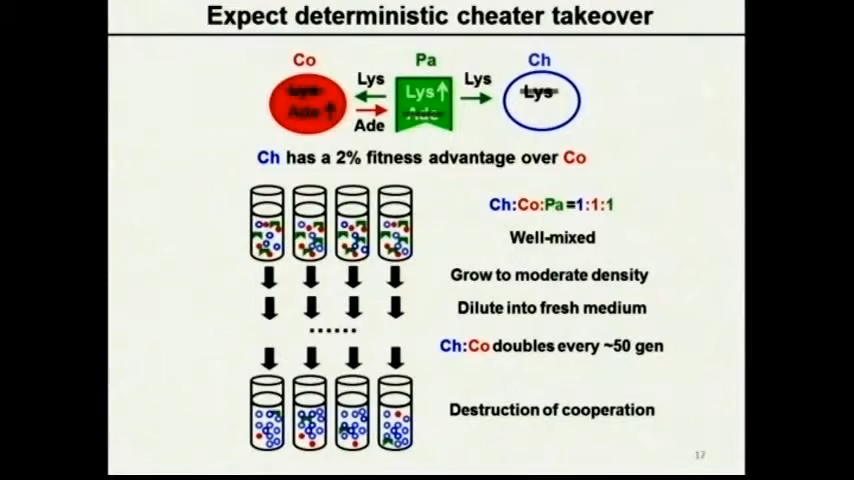 Expect deterministic cheater takeover
Co Pa Ch
Lys Lys
Lys Lys↑ Lys
Ade↑ Ade
Ade
Ch has a 2% fitness advantage over Co
Ch:Co:Pa=1:1:1
Well-mixed
Grow to moderate density
Dilute into fresh medium
......
Ch:Co doubles every ~50 gen
Destruction of cooperation
17